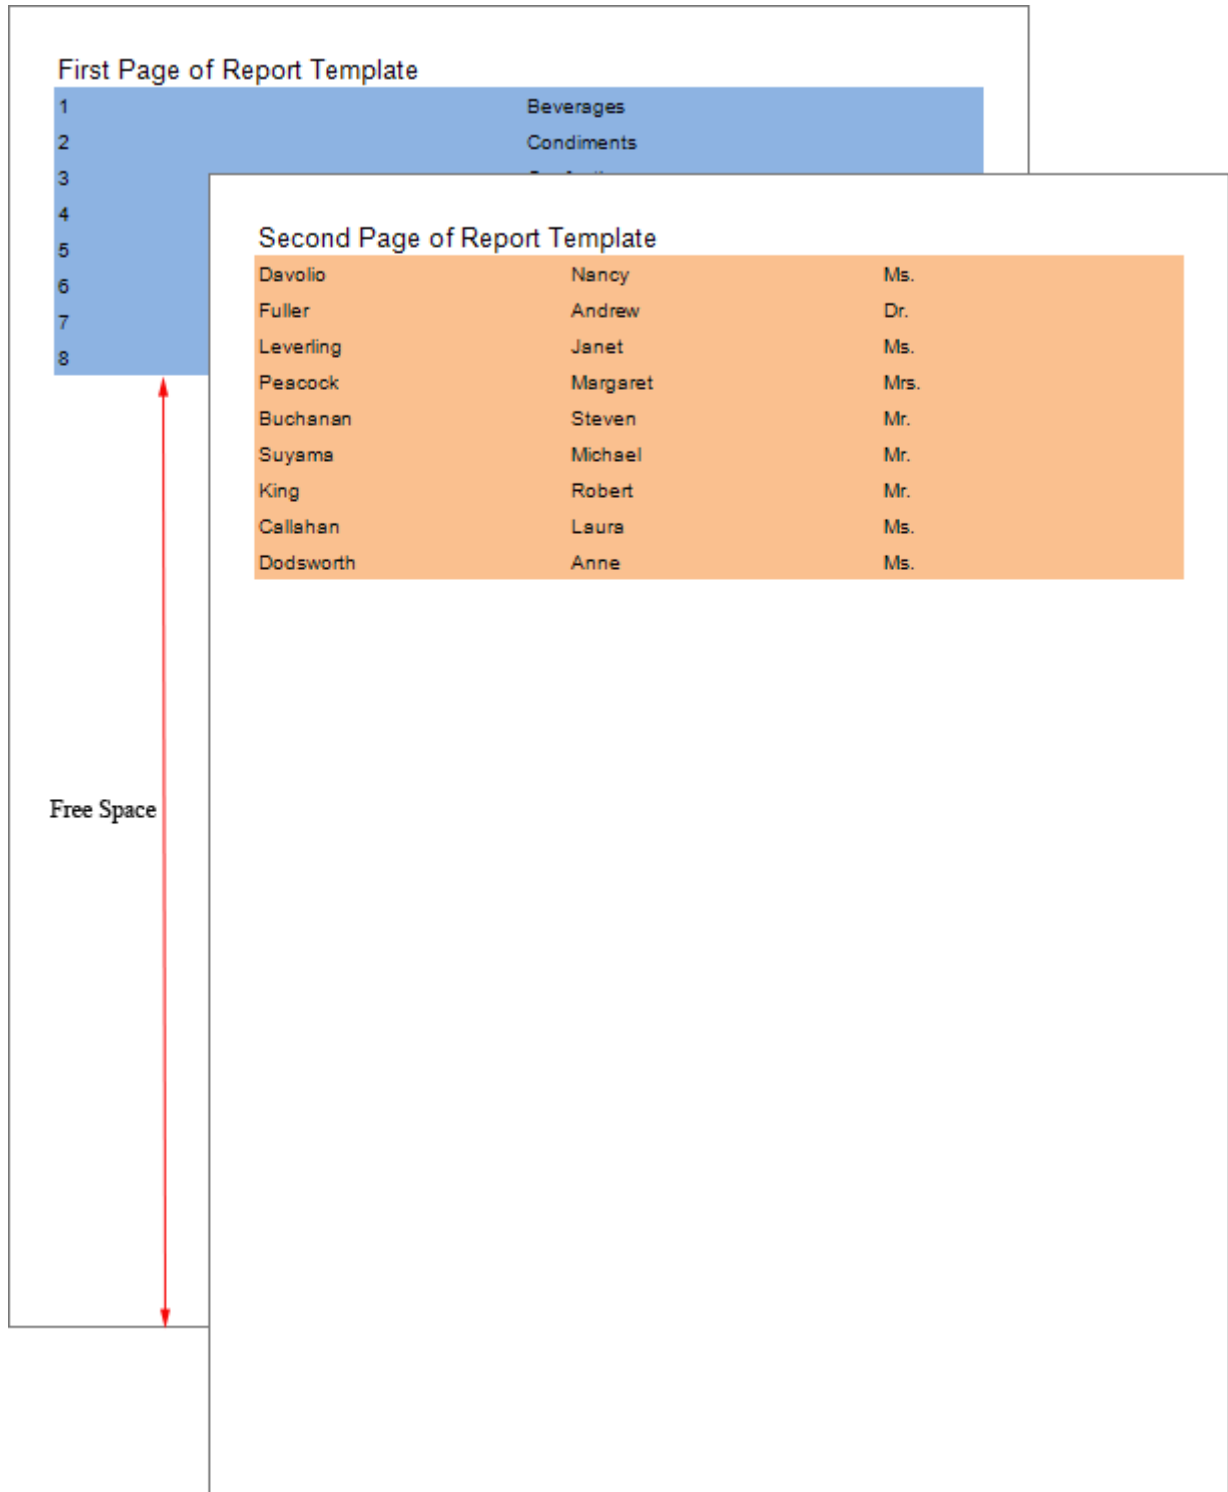 First Page of Report Template
1 Beverages
2 Condiments
3
4
5
6
7
8
Free Space
Second Page of Report Template
Davolio Nancy Ms.
Fuller Andrew Dr.
Leverling Janet Ms.
Peacock Margaret Mrs.
Buchanan Steven Mr.
Suyama Michael Mr.
King Robert Mr.
Callahan Laura Ms.
Dodsworth Anne Ms.